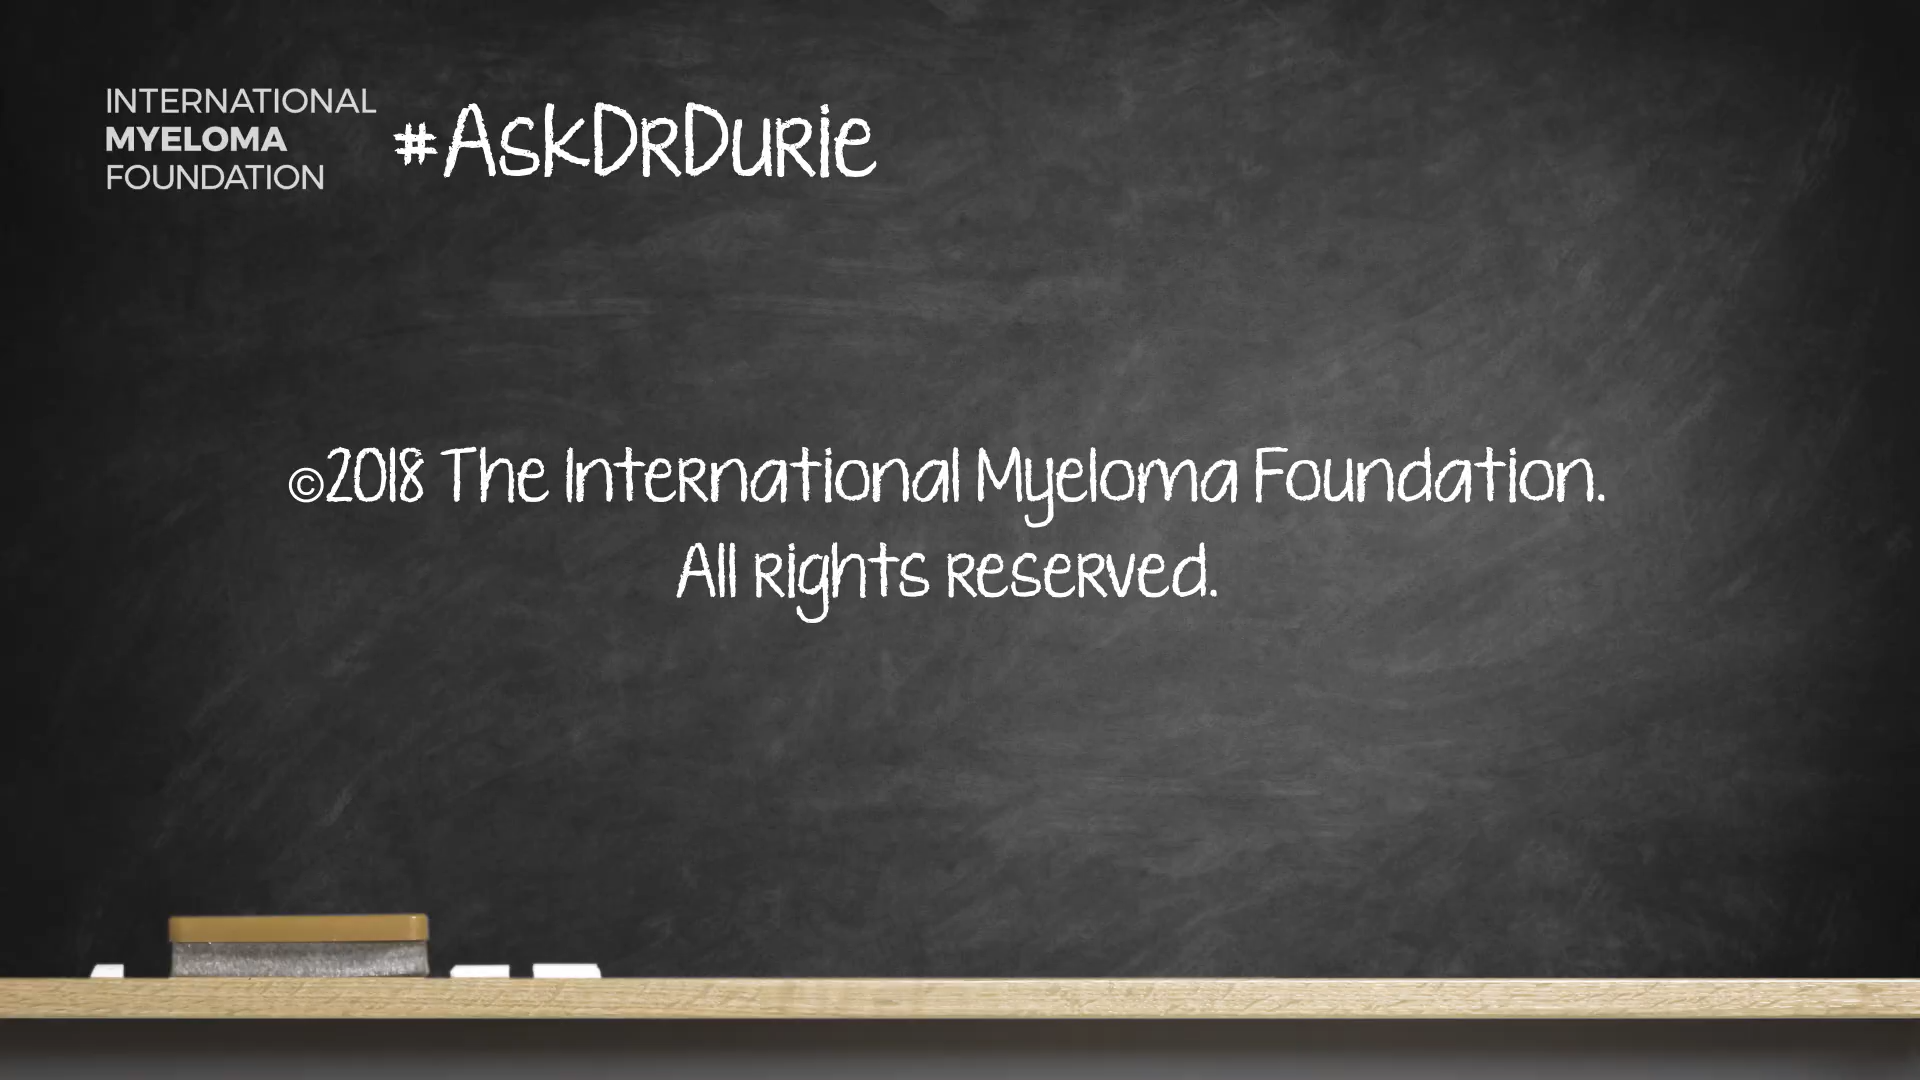 INTERNATIONAL
MYELOMA
FOUNDATION
#AskDrDurie
©2018 The International Myeloma Foundation.
All rights reserved.